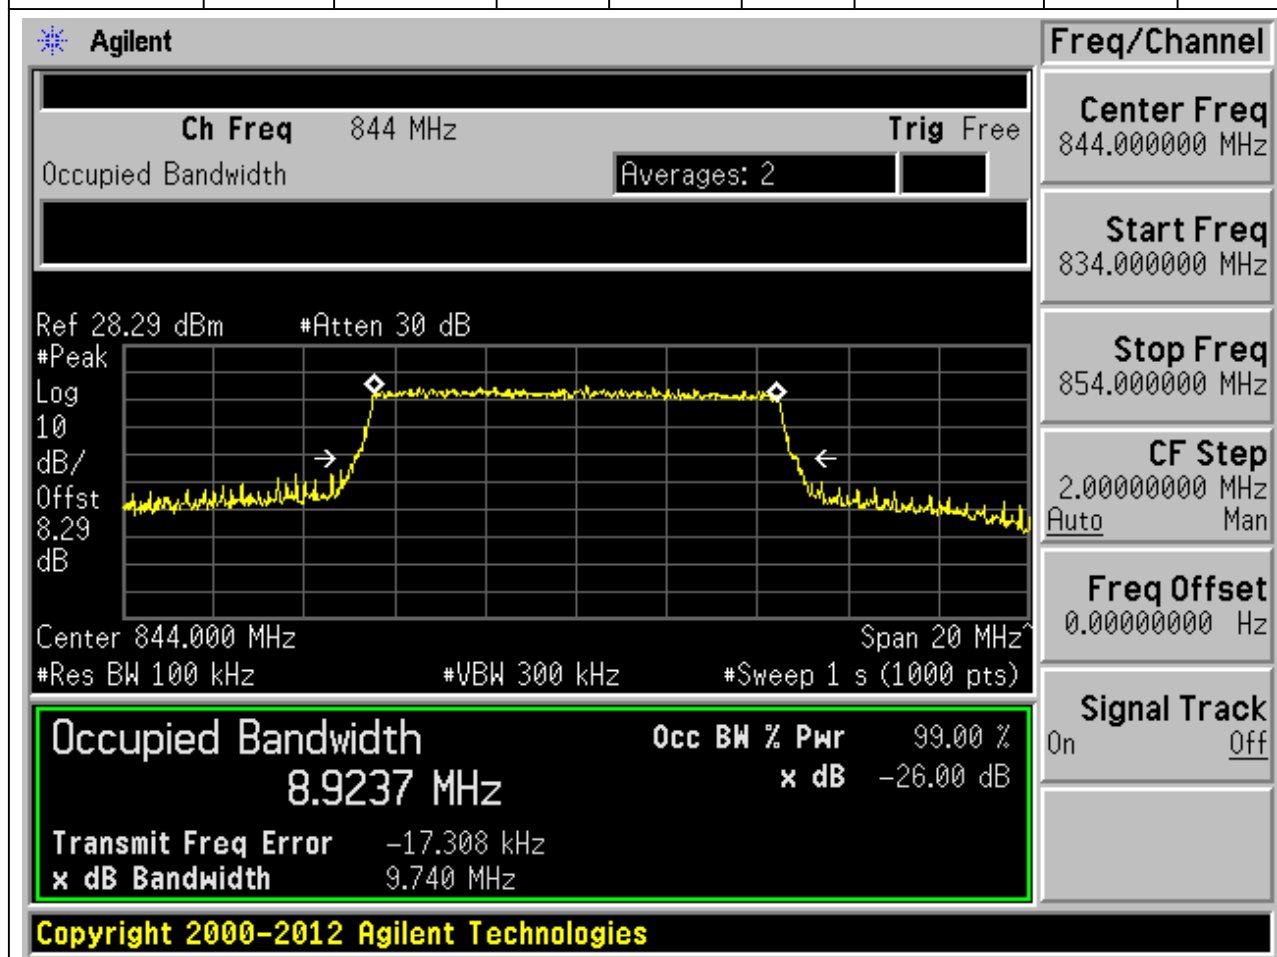 Agilent
Freq/Channel
Ch Freq 844 MHz Trig Free
Occupied Bandwidth Averages: 2
Center Freq
844.000000 MHz
Start Freq
834.000000 MHz
Stop Freq
854.000000 MHz
CF Step
2.00000000 MHz
Auto Man
Freq Offset
0.00000000 Hz
Signal Track
On Off
Ref 28.29 dBm #Atten 30 dB
#Peak
Log
10
dB/
Offst
8.29
dB
Center 844.000 MHz Span 20 MHz^
#Res BW 100 kHz #VBW 300 kHz #Sweep 1 s (1000 pts)
Occupied Bandwidth Occ BW % Pwr 99.00 %
8.9237 MHz x dB -26.00 dB
Transmit Freq Error -17.308 kHz
x dB Bandwidth 9.740 MHz
Copyright 2000-2012 Agilent Technologies